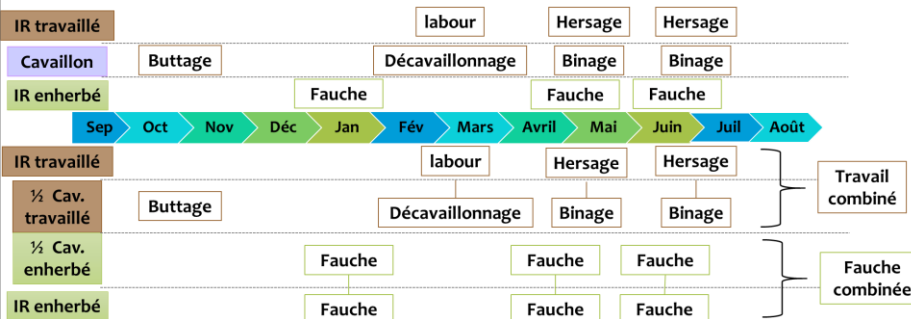 IR travaillé
labour
Hersage
Hersage
Cavaillon
Buttage
Décavaillonnage
Binage
Binage
IR enherbé
Fauche
Fauche
Fauche
Sep Oct Nov Déc Jan Fév Mars Avril Mai Juin Juil Août
IR travaillé
labour
Hersage
Hersage
Travail
combiné
½ Cav.
travaillé
Buttage
Décavaillonnage
Binage
Binage
½ Cav.
enherbé
Fauche
Fauche
Fauche
Fauche
combinée
IR enherbé
Fauche
Fauche
Fauche